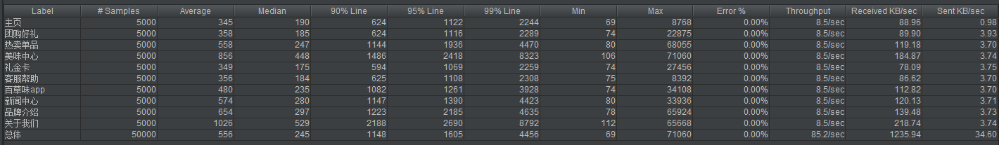 Label # Samples Average Median 90% Line 95% Line 99% Line Min Max Error % Throughput Received KB/sec Sent KB/sec
主页 5000 345 190 624 1122 2244 69 8768 0.00% 8.5/sec 88.96 0.98
团购好礼 5000 358 185 624 1116 2289 74 22875 0.00% 8.5/sec 89.90 3.93
热卖单品 5000 558 247 1144 1936 4470 80 68055 0.00% 8.5/sec 119.18 3.70
美味中心 5000 856 448 1486 2418 8323 106 71060 0.00% 8.5/sec 184.87 3.74
礼金卡 5000 349 175 594 1069 2259 74 27456 0.00% 8.5/sec 78.09 3.75
客服帮助 5000 356 184 625 1108 2308 75 8392 0.00% 8.5/sec 86.62 3.70
百草味app 5000 480 235 1082 1261 3928 74 34108 0.00% 8.5/sec 112.82 3.70
新闻中心 5000 574 280 1147 1390 4423 80 33936 0.00% 8.5/sec 120.13 3.71
品牌介绍 5000 654 297 1223 2185 4635 78 65924 0.00% 8.5/sec 139.48 3.73
关于我们 5000 1026 529 2188 2690 8792 112 65668 0.00% 8.5/sec 218.74 3.74
总体 50000 556 245 1148 1605 4456 69 71060 0.00% 85.2/sec 1235.94 34.60